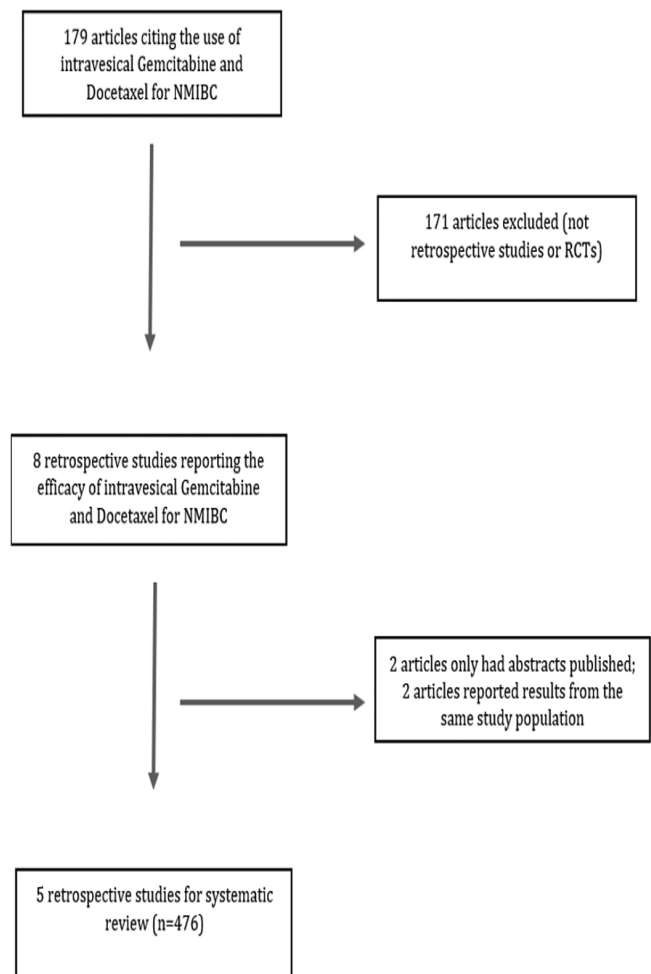 179 articles citing the use of
intravesical Gemcitabine and
Docetaxel for NMIBC
171 articles excluded (not
retrospective studies or RCTs)
8 retrospective studies reporting the
efficacy of intravesical Gemcitabine
and Docetaxel for NMIBC
2 articles only had abstracts published;
2 articles reported results from the
same study population
5 retrospective studies for systematic
review (n=476)